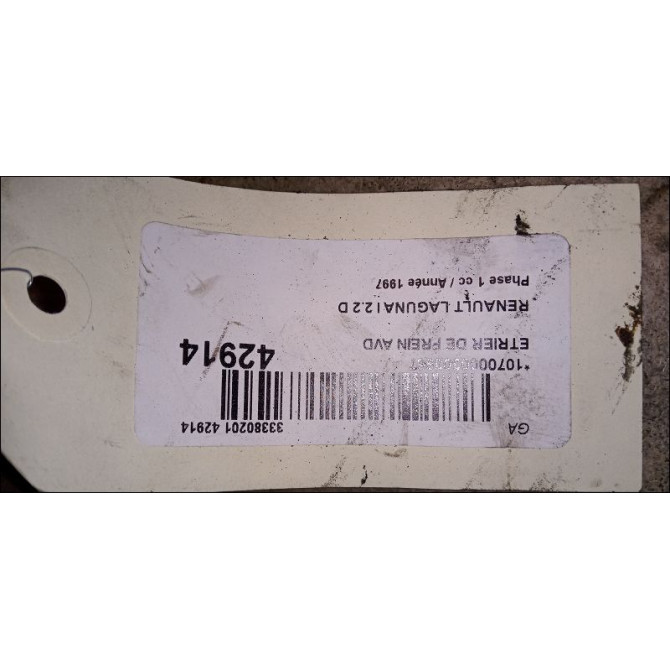 GA
33380201 42914
42914
ETRIER DE FREIN AVD
RENAULT LAGUNA I 2.2 D
Phase 1 cc / Année 1997